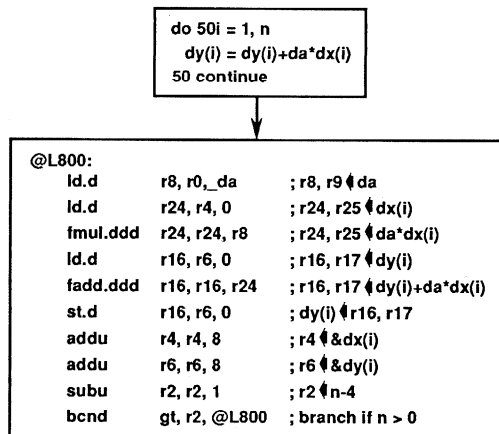 do 50i = 1, n
dy(i) = dy(i)+da*dx(i)
50 continue
@L800:
ld.d r8, r0,_da ; r8, r9 ⬅ da
ld.d r24, r4, 0 ; r24, r25 ⬅ dx(i)
fmul.ddd r24, r24, r8 ; r24, r25 ⬅ da*dx(i)
ld.d r16, r6, 0 ; r16, r17 ⬅ dy(i)
fadd.ddd r16, r16, r24 ; r16, r17 ⬅ dy(i)+da*dx(i)
st.d r16, r6, 0 ; dy(i) ⬅ r16, r17
addu r4, r4, 8 ; r4 ⬅ &dx(i)
addu r6, r6, 8 ; r6 ⬅ &dy(i)
subu r2, r2, 1 ; r2 ⬅ n-4
bcnd gt, r2, @L800 ; branch if n > 0